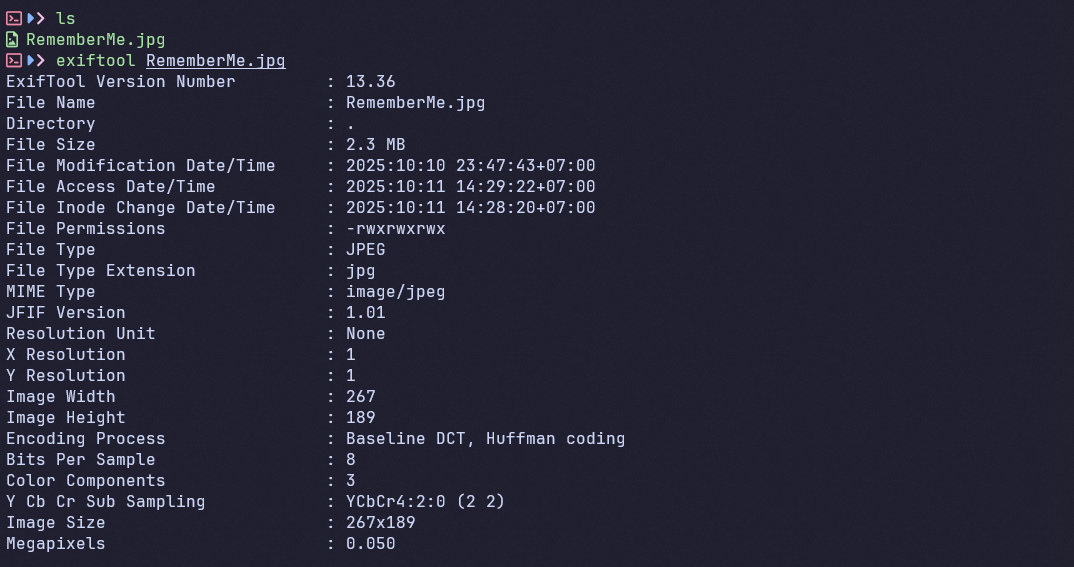 ls
RememberMe.jpg
exiftool RememberMe.jpg
ExifTool Version Number         : 13.36
File Name                       : RememberMe.jpg
Directory                       : .
File Size                       : 2.3 MB
File Modification Date/Time     : 2025:10:10 23:47:43+07:00
File Access Date/Time           : 2025:10:11 14:29:22+07:00
File Inode Change Date/Time     : 2025:10:11 14:28:20+07:00
File Permissions                : -rwxrwxrwx
File Type                       : JPEG
File Type Extension             : jpg
MIME Type                       : image/jpeg
JFIF Version                    : 1.01
Resolution Unit                 : None
X Resolution                    : 1
Y Resolution                    : 1
Image Width                     : 267
Image Height                    : 189
Encoding Process                : Baseline DCT, Huffman coding
Bits Per Sample                 : 8
Color Components                : 3
Y Cb Cr Sub Sampling            : YCbCr4:2:0 (2 2)
Image Size                      : 267x189
Megapixels                      : 0.050